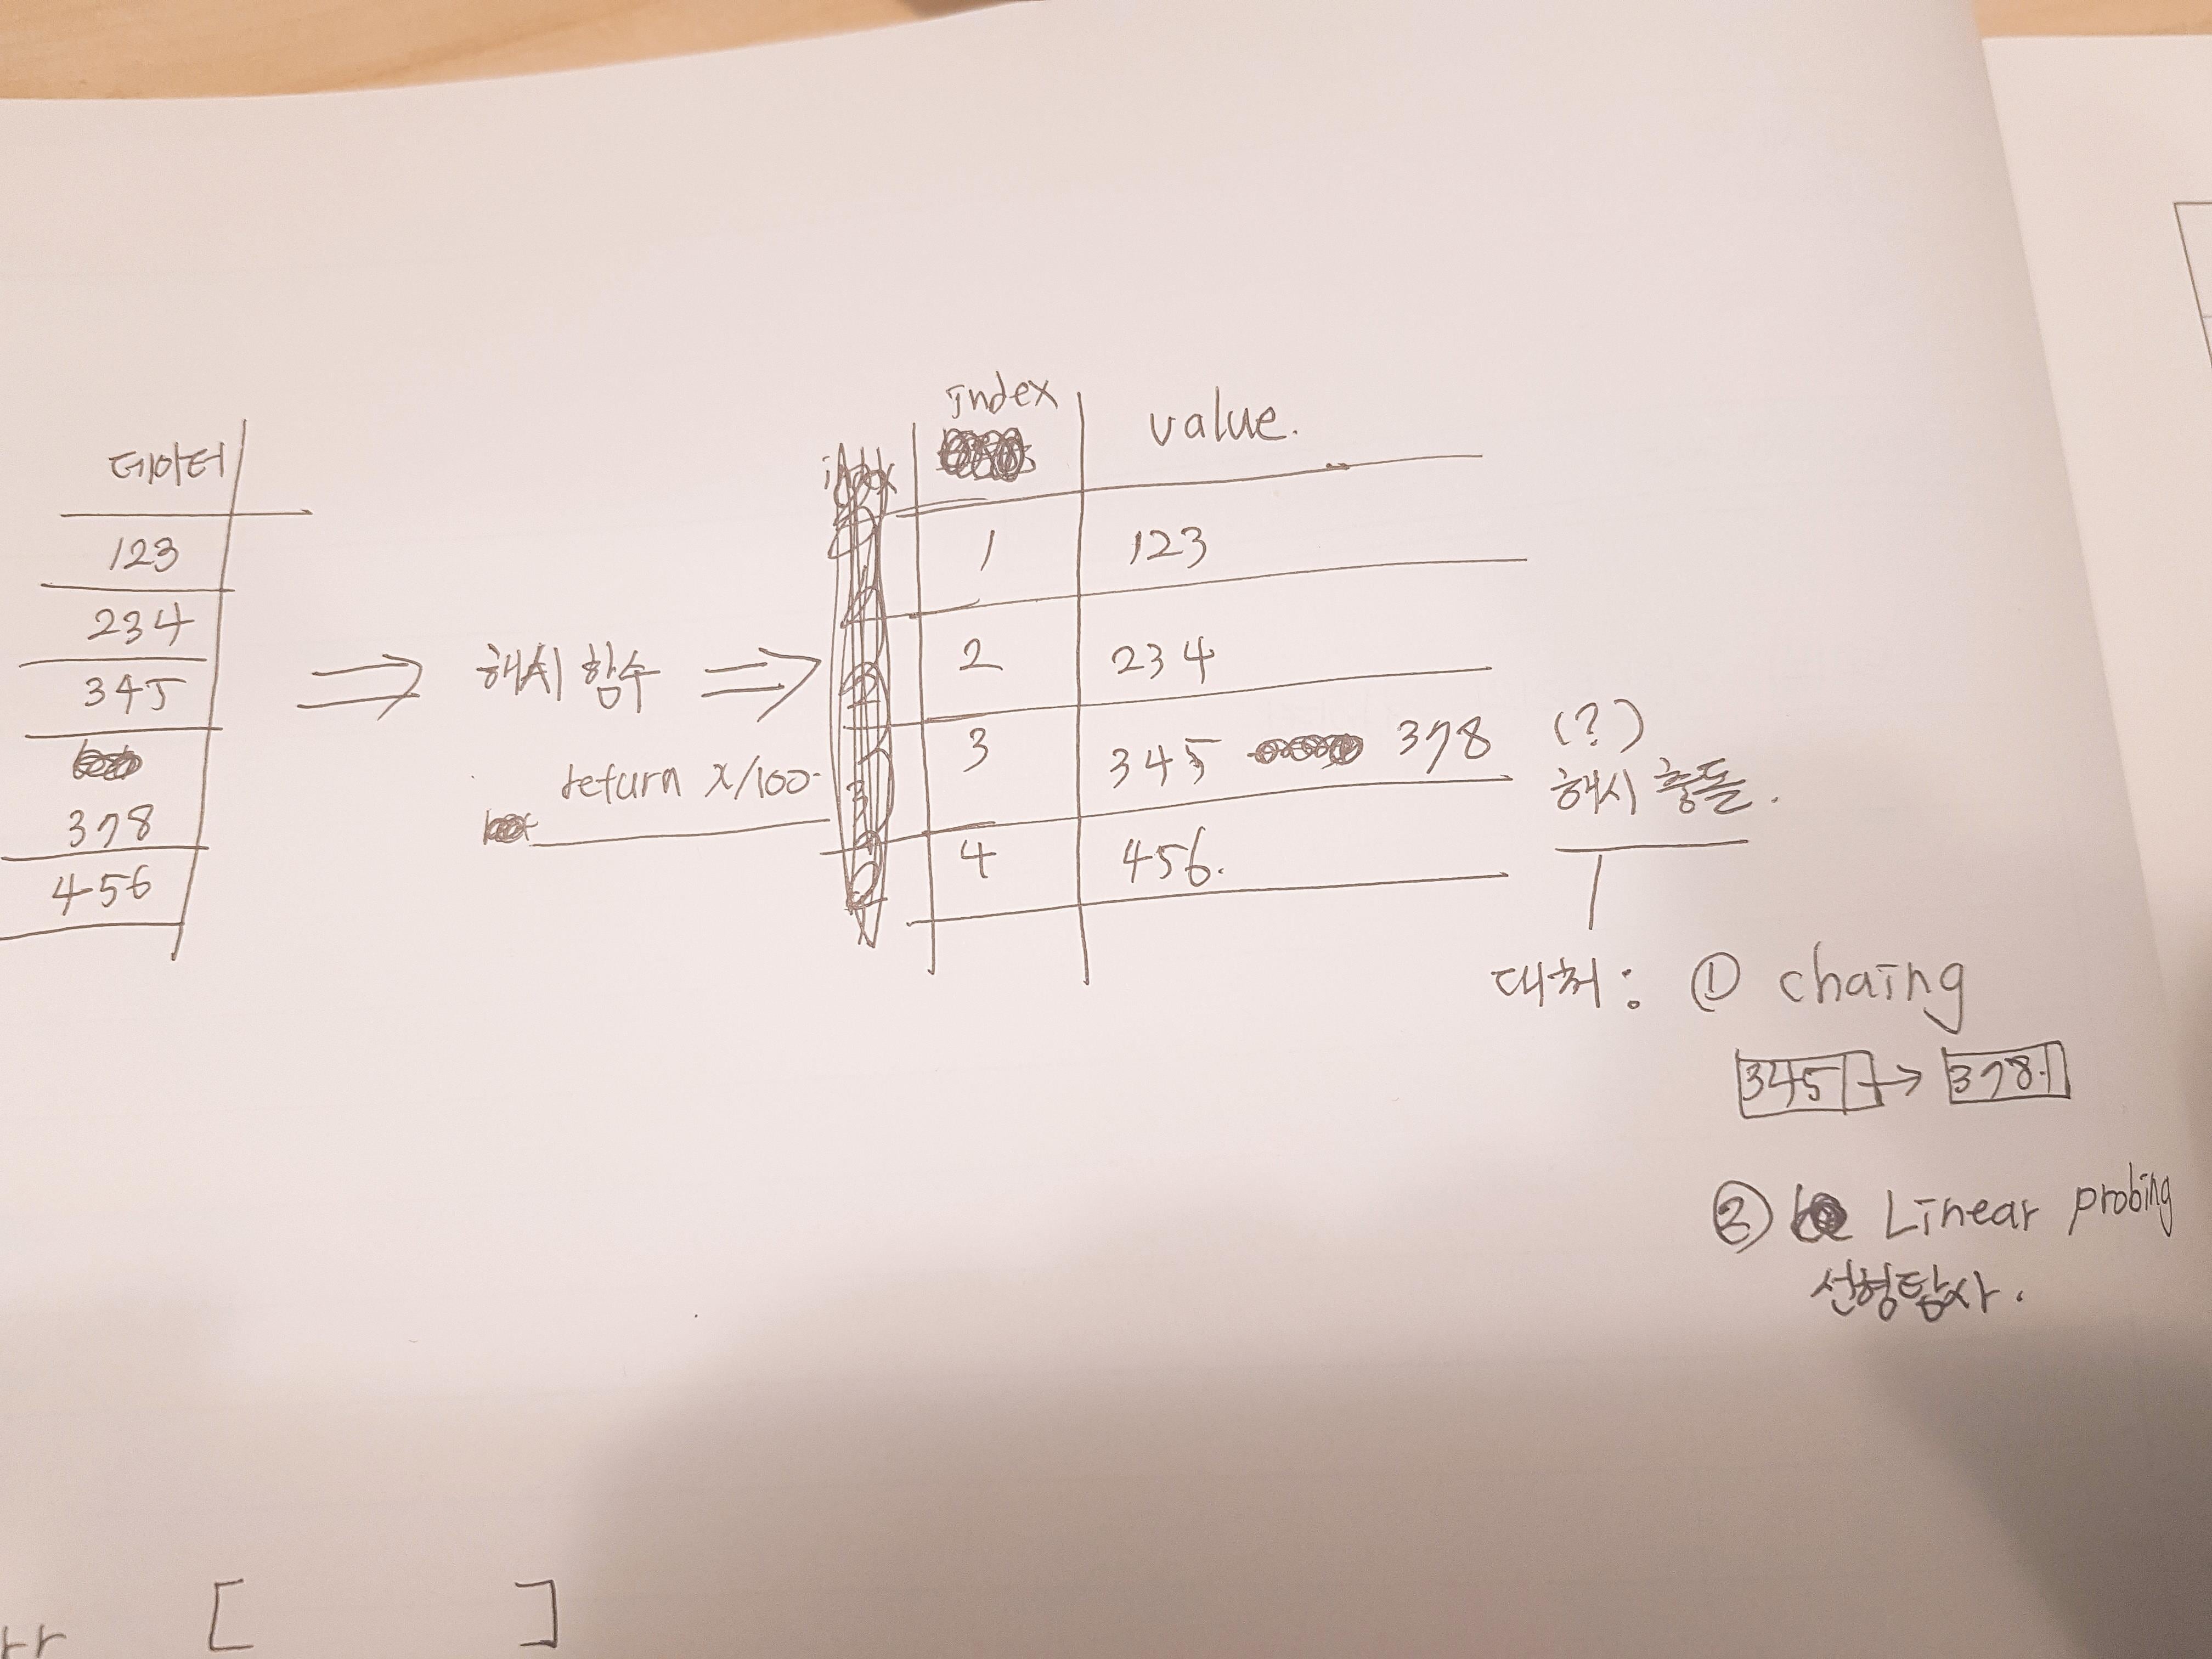 데이터
123
234
345
378
456
해시 함수
return x/100
index
value.
1 123
2 234
3 345 378
4 456.
(?)
해시 충돌.
대처: ① chaing
345 → 378
② Linear probing
선형탐사.
rr [ ]